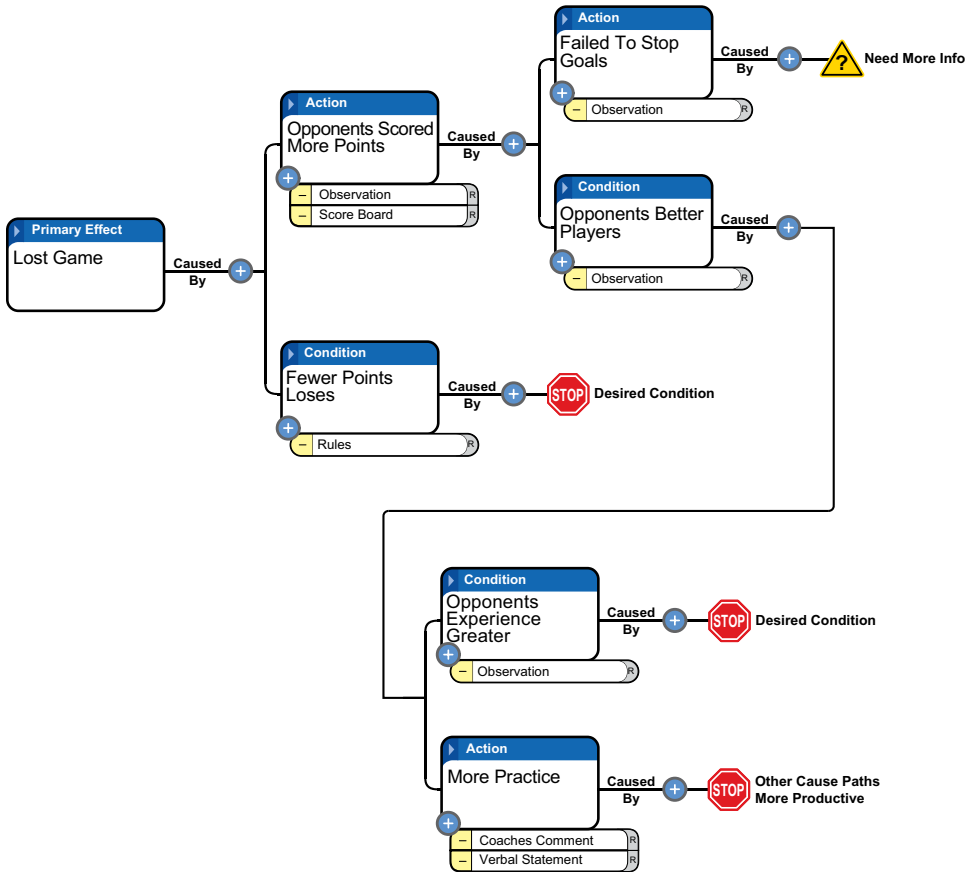 Primary Effect
Lost Game
Caused
By
Action
Opponents Scored
More Points
Observation
R
Score Board
R
Caused
By
Action
Failed To Stop
Goals
Observation
R
Caused
By
?
Need More Info
Condition
Opponents Better
Players
Observation
R
Caused
By
Condition
Fewer Points
Loses
Rules
R
Caused
By
STOP
Desired Condition
Condition
Opponents
Experience
Greater
Observation
R
Caused
By
STOP
Desired Condition
Action
More Practice
Coaches Comment
R
Verbal Statement
R
Caused
By
STOP
Other Cause Paths
More Productive